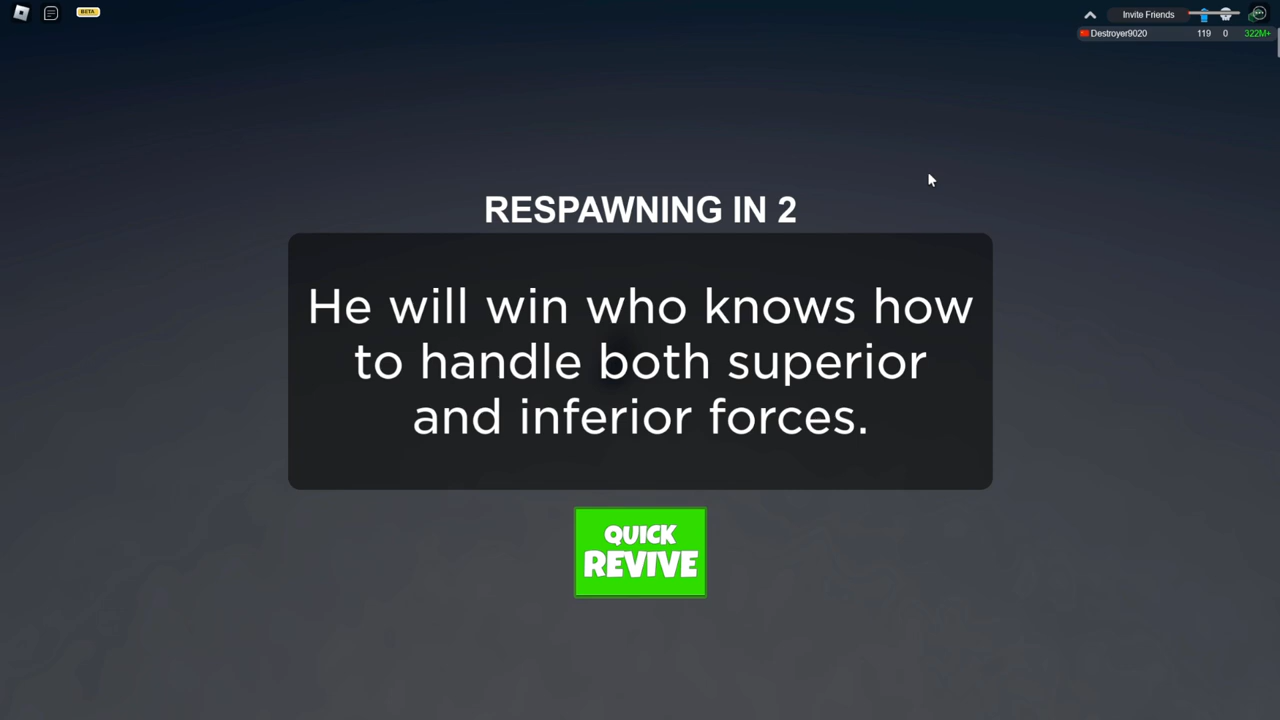 BETA
Invite Friends
Destroyer9020 119 0 322M+
RESPAWNING IN 2
He will win who knows how
to handle both superior
and inferior forces.
QUICK
REVIVE